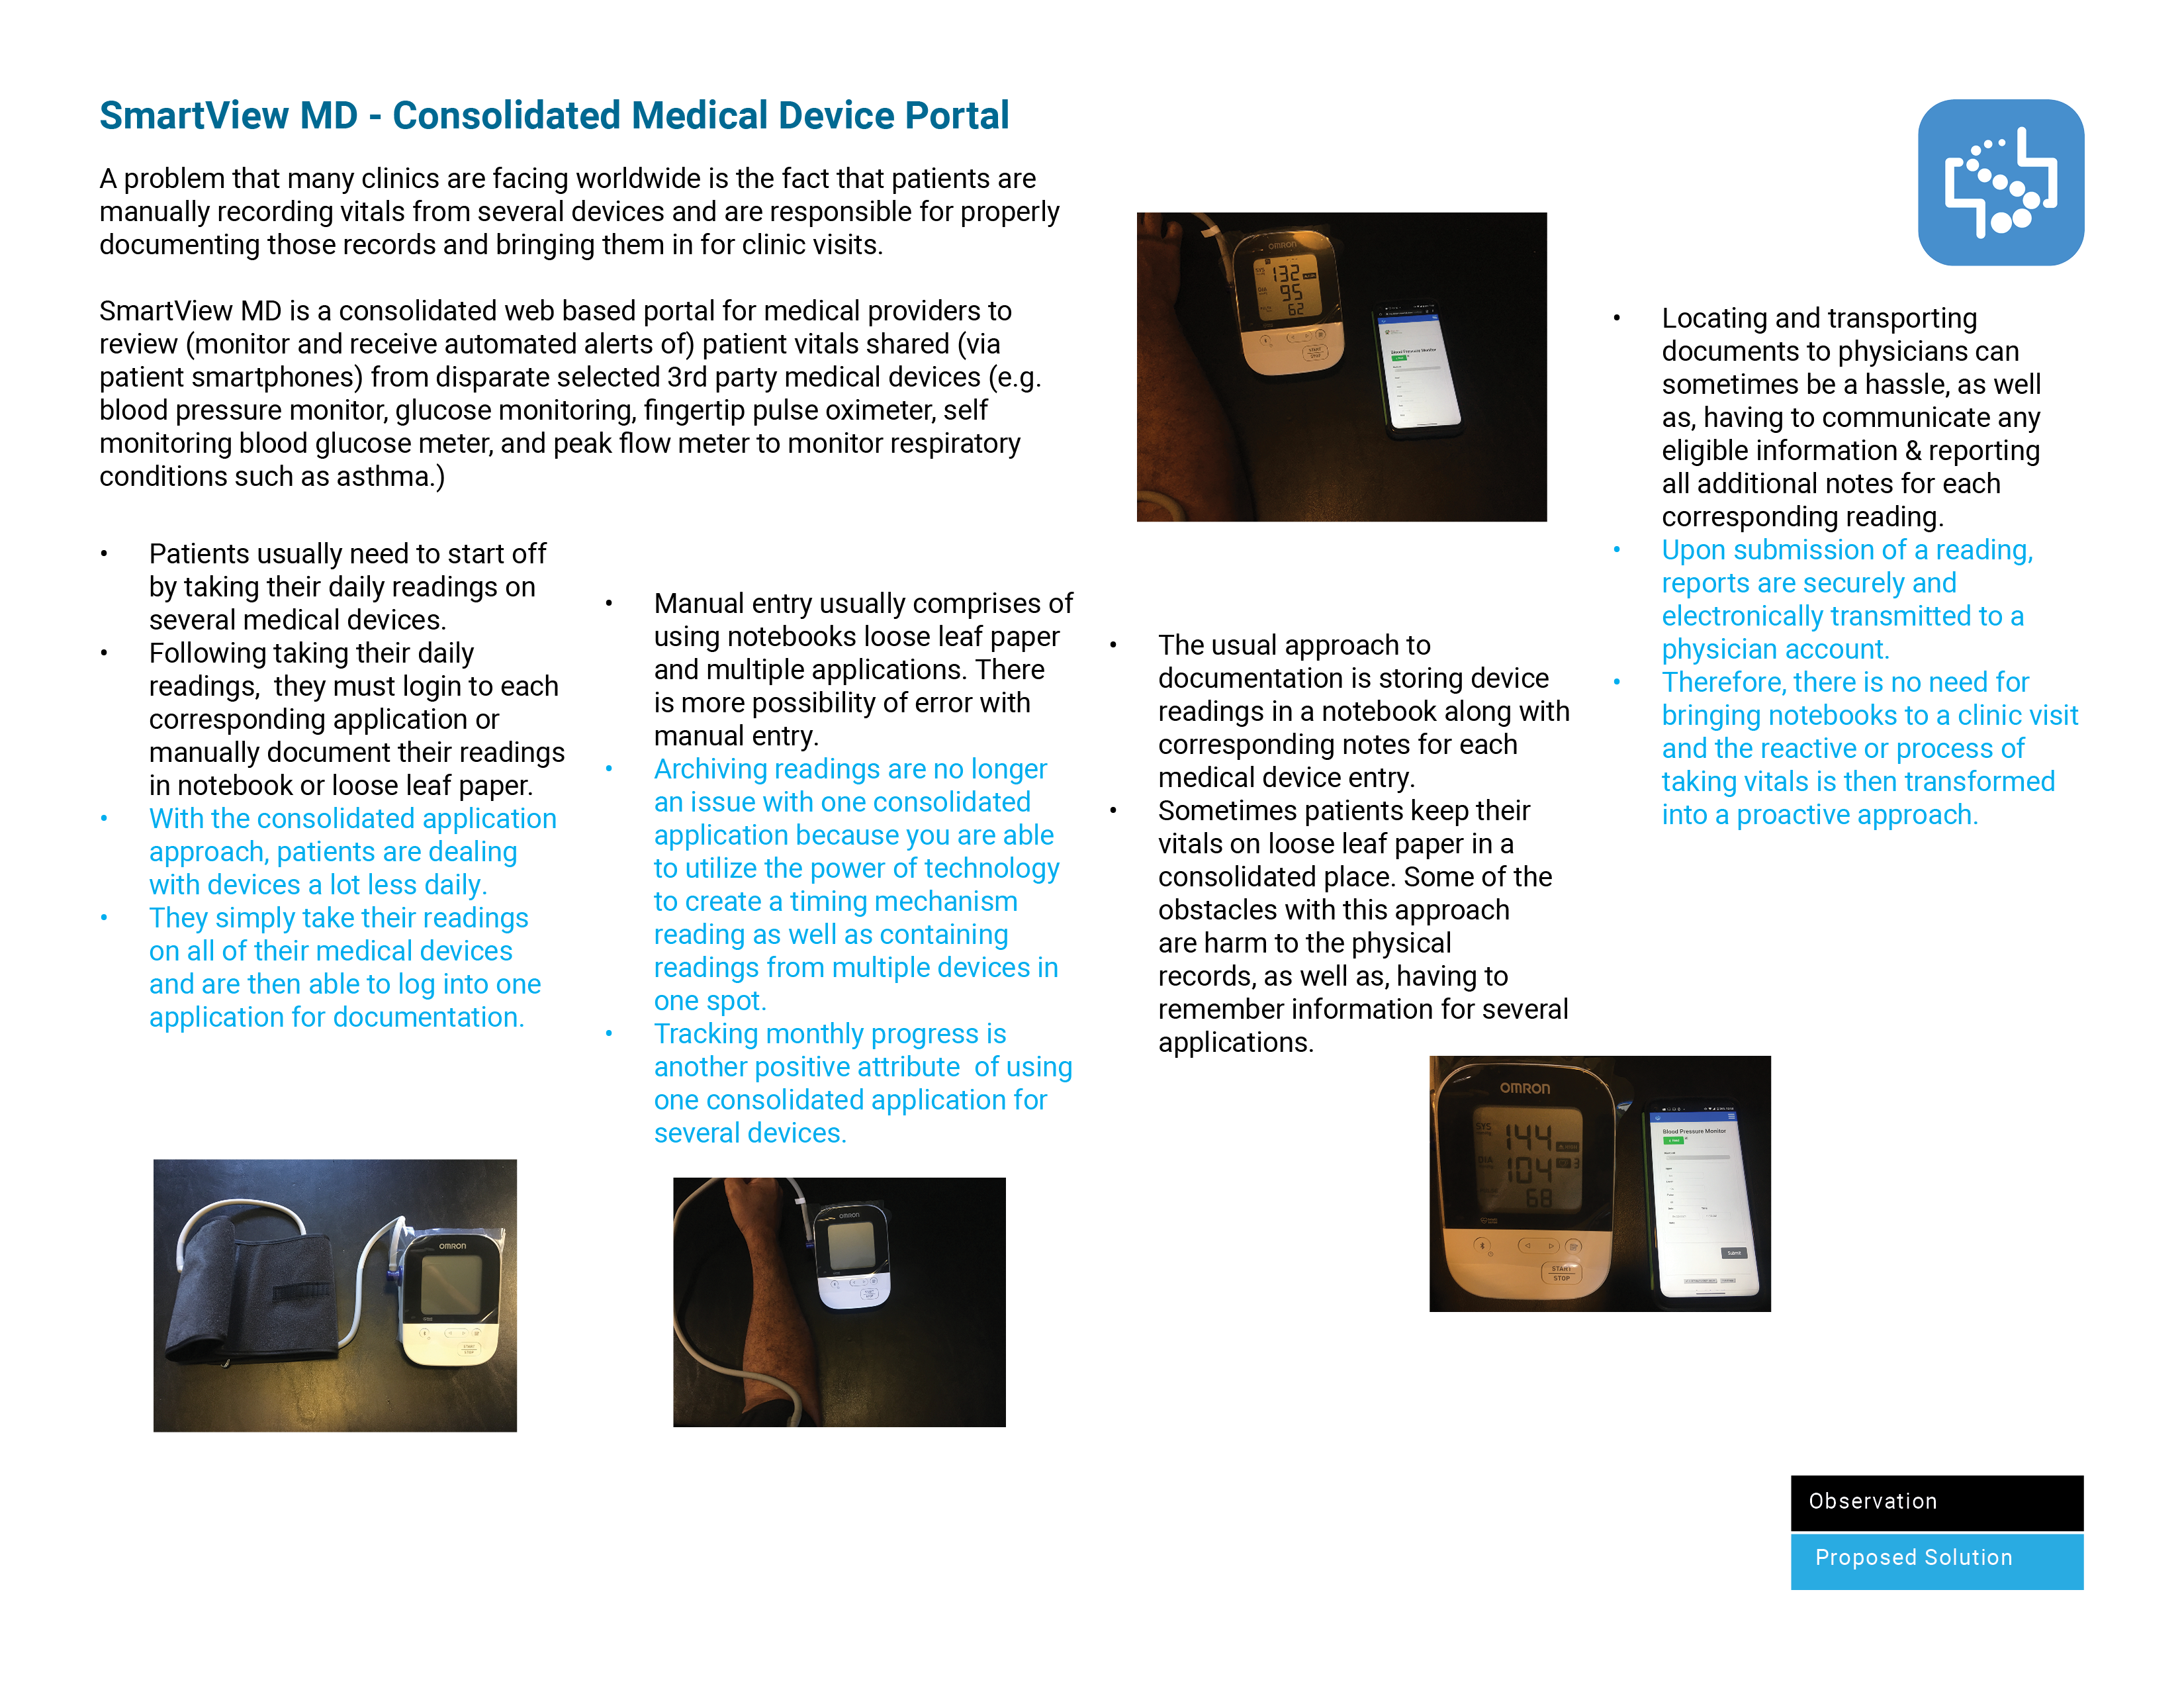 SmartView MD - Consolidated Medical Device Portal
A problem that many clinics are facing worldwide is the fact that patients are
manually recording vitals from several devices and are responsible for properly
documenting those records and bringing them in for clinic visits.
SmartView MD is a consolidated web based portal for medical providers to
review (monitor and receive automated alerts of) patient vitals shared (via
patient smartphones) from disparate selected 3rd party medical devices (e.g.
blood pressure monitor, glucose monitoring, fingertip pulse oximeter, self
monitoring blood glucose meter, and peak flow meter to monitor respiratory
conditions such as asthma.)
• Patients usually need to start off
by taking their daily readings on
several medical devices.
• Following taking their daily
readings,  they must login to each
corresponding application or
manually document their readings
in notebook or loose leaf paper.
• With the consolidated application
approach, patients are dealing
with devices a lot less daily.
• They simply take their readings
on all of their medical devices
and are then able to log into one
application for documentation.
OMRON
START
STOP
• Manual entry usually comprises of
using notebooks loose leaf paper
and multiple applications. There
is more possibility of error with
manual entry.
• Archiving readings are no longer
an issue with one consolidated
application because you are able
to utilize the power of technology
to create a timing mechanism
reading as well as containing
readings from multiple devices in
one spot.
• Tracking monthly progress is
another positive attribute  of using
one consolidated application for
several devices.
OMRON
START
STOP
OMRON
SYS
132
DIA
95
62
START
STOP
Blood Pressure Monitor
• The usual approach to
documentation is storing device
readings in a notebook along with
corresponding notes for each
medical device entry.
• Sometimes patients keep their
vitals on loose leaf paper in a
consolidated place. Some of the
obstacles with this approach
are harm to the physical
records, as well as, having to
remember information for several
applications.
OMRON
SYS
144
DIA
104
3
68
START
STOP
Blood Pressure Monitor
Submit
• Locating and transporting
documents to physicians can
sometimes be a hassle, as well
as, having to communicate any
eligible information & reporting
all additional notes for each
corresponding reading.
• Upon submission of a reading,
reports are securely and
electronically transmitted to a
physician account.
• Therefore, there is no need for
bringing notebooks to a clinic visit
and the reactive or process of
taking vitals is then transformed
into a proactive approach.
Observation
Proposed Solution